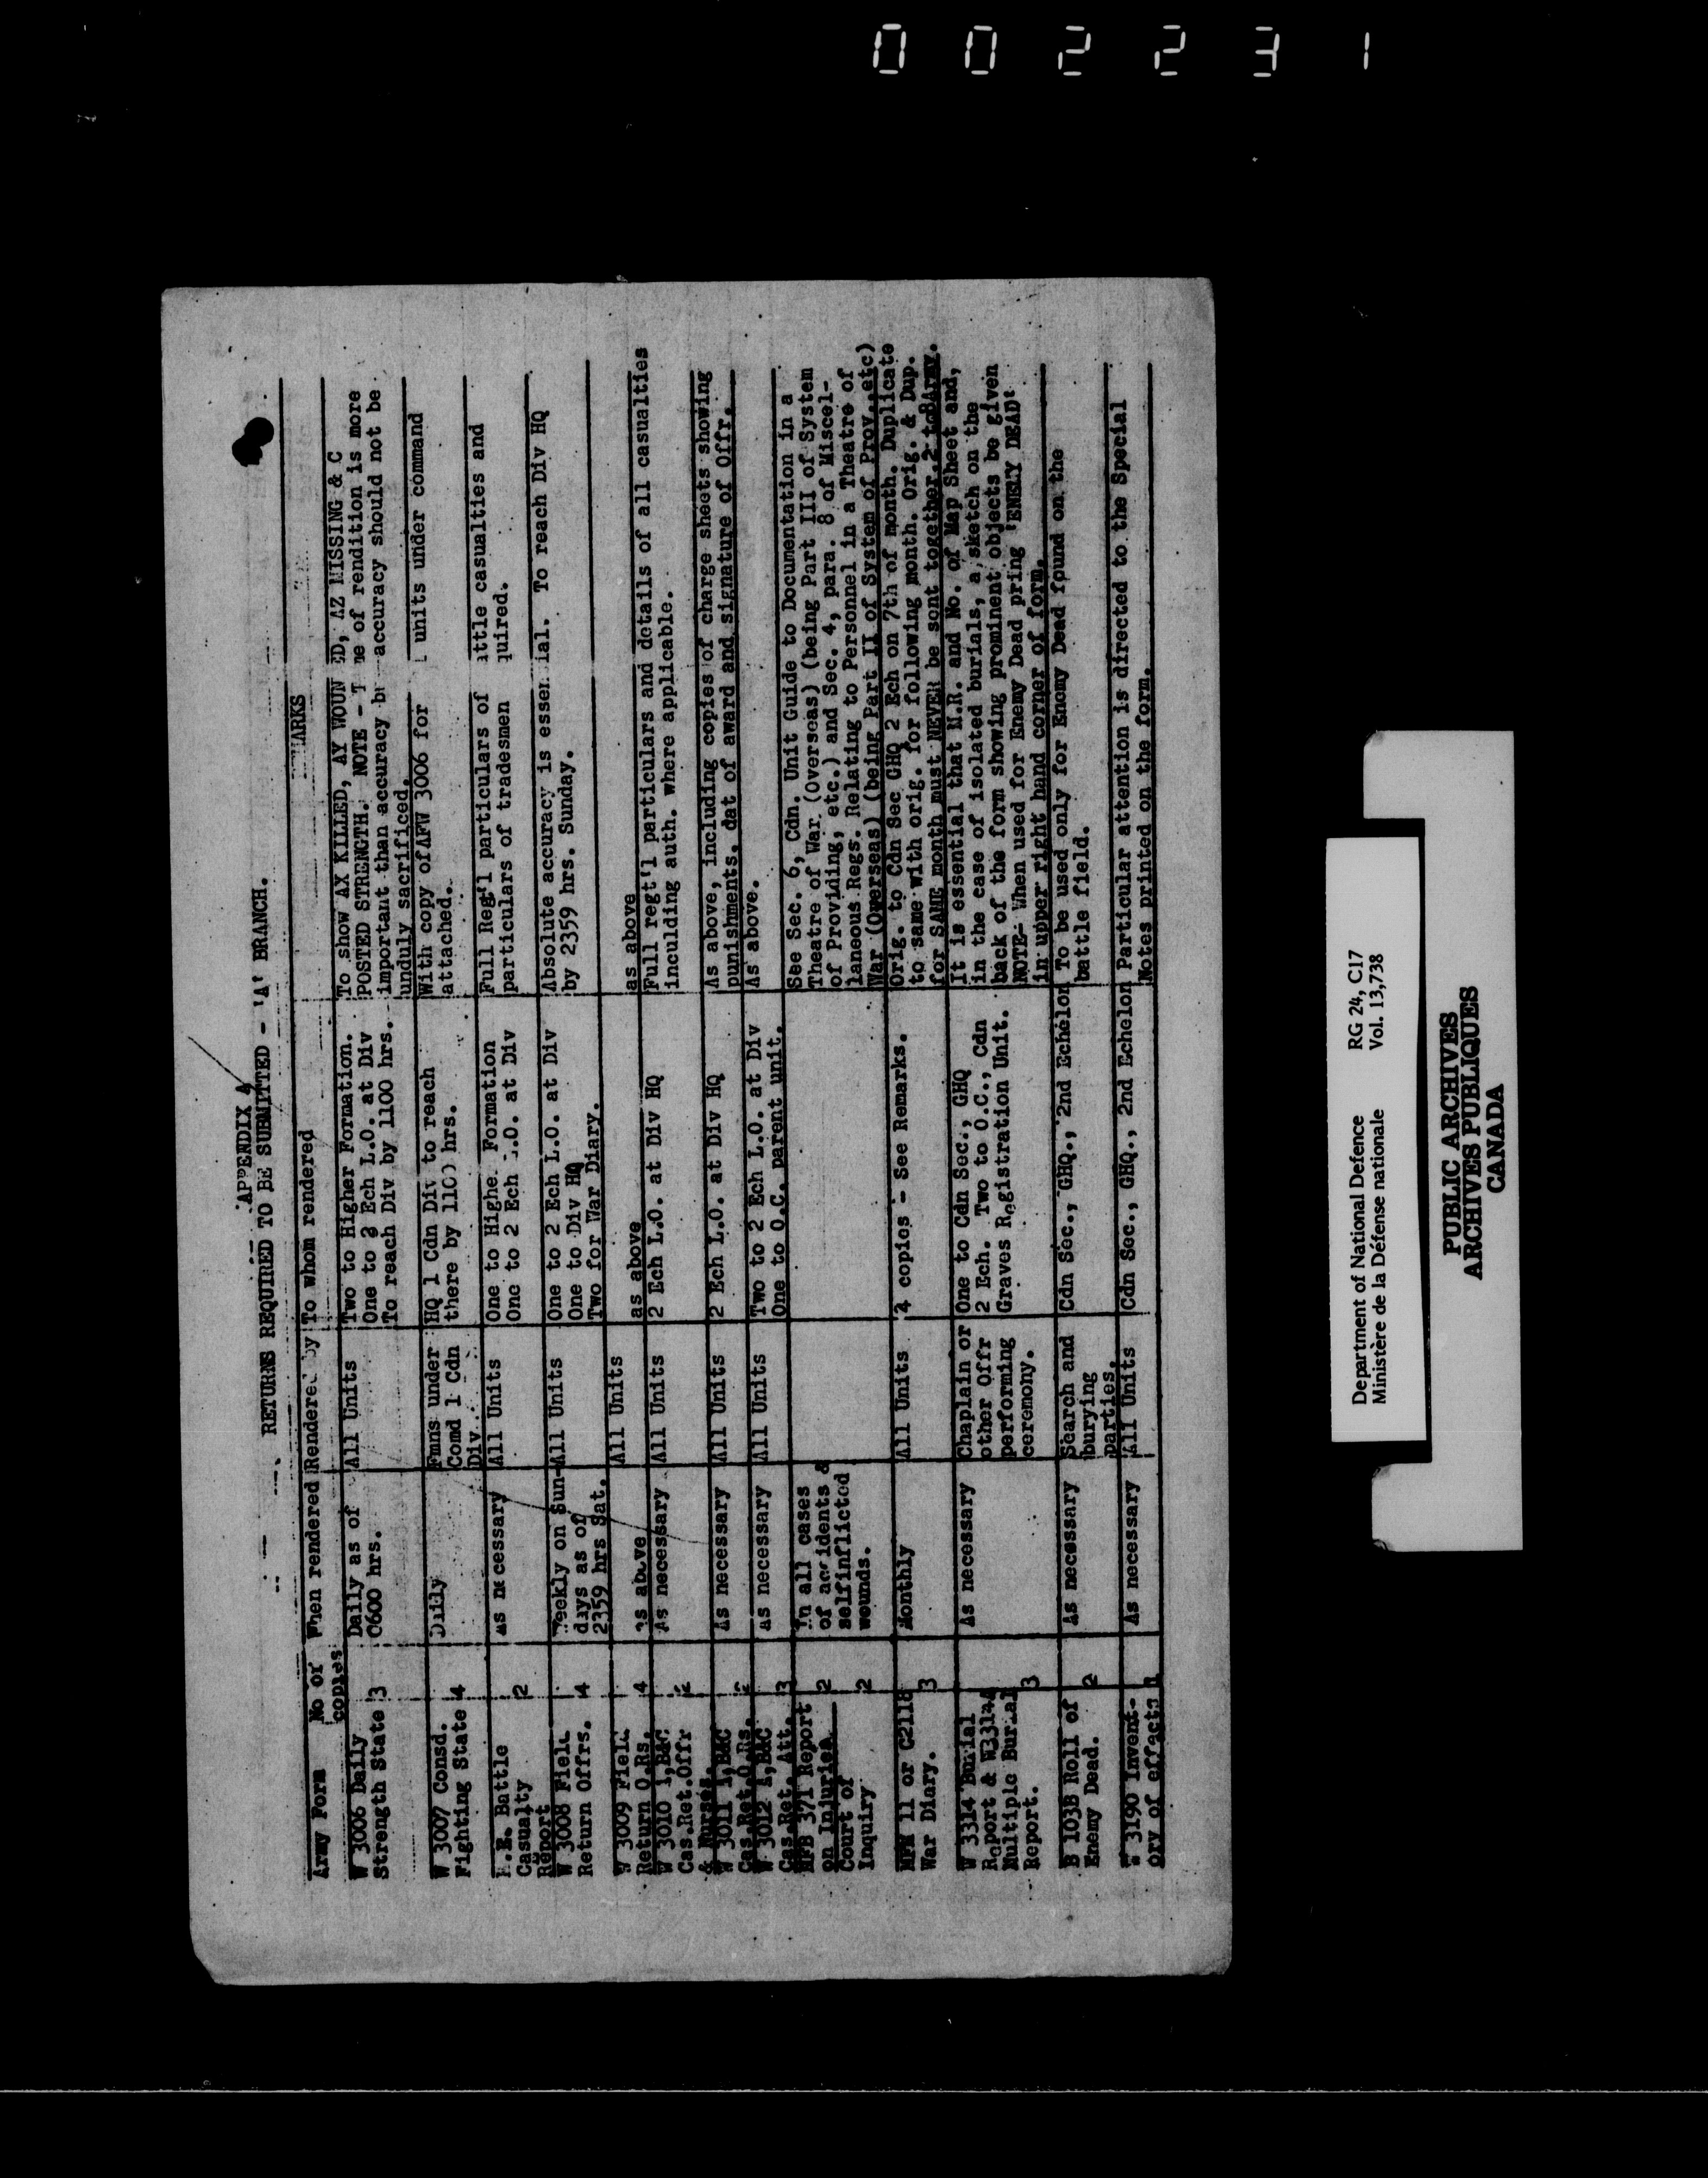 002231
APPENDIX A
RETURNS REQUIRED TO BE SUBMITTED - 'A' BRANCH.
Army Form No of copies When rendered Rendered by To whom rendered REMARKS
W 3006 Daily
Strength State
3
Daily as of
0600 hrs.
All Units
Two to Higher Formation.
One to 2 Ech L.O. at Div
To reach Div by 1100 hrs.
To show AX KILLED, AY WOUN ED, AZ MISSING & C
POSTED STRENGTH. NOTE - T me of rendition is more
important than accuracy b accuracy should not be
unduly sacrificed.
W 3007 Consd.
Fighting State
4
Daily
Fmns under
Comd 1 Cdn
Div.
HQ 1 Cdn Div to reach
there by 1100 hrs.
With copy of AFW 3006 for units under command
attached.
Battle
Casualty
Report
2
As necessary
All Units
One to Highe Formation
One to 2 Ech L.O. at Div
Full Reg'l particulars of attle casualties and
particulars of tradesmen quired.
W 3008 Field
Return Offrs.
4
Weekly on Sun-
days as of
2359 hrs Sat.
All Units
One to 2 Ech L.O. at Div
One to Div HQ
Two for War Diary.
Absolute accuracy is essen ial. To reach Div HQ
by 2359 hrs. Sunday.
W 3009 Field
Return O.Rs.
4
as above
All Units
as above
as above
W 3010 1,B&C
Cas.Ret.Offr
& Nurses.
2
As necessary
All Units
2 Ech L.O. at Div HQ
Full regt'l particulars and details of all casualties
inculding auth. where applicable.
W 3011 1,B&C
Cas.Ret.O.Rs.
2
As necessary
All Units
2 Ech L.O. at Div HQ
As above, including copies of charge sheets showing
punishments, dat of award and signature of Offr.
W 3012 1,B&C
Cas.Ret. Att.
3
as necessary
All Units
Two to 2 Ech L.O. at Div
One to O.C. parent unit.
As above.
MFB 371 Report
on Injuries
2
Court of
Inquiry
2
In all cases
of accidents &
selfinflicted
wounds.
See Sec. 6, Cdn. Unit Guide to Documentation in a
Theatre of War (overseas) (being Part III of System
of Providing, etc.) and Sec. 4, para. 8 of Miscel-
laneous Regs. Relating to Personnel in a Theatre of
War (Overseas) (being Part II of System of Prov.,etc)
MFM 11 or C2118
War Diary.
3
Monthly
All Units
4 copies - See Remarks.
Orig. to Cdn Sec GHQ 2 Ech on 7th of month. Duplicate
to same with orig. for following month. Orig. & Dup.
for SAME month must NEVER be sent together.
W 3314 Burial
Report & W3314A
Multiple Burial
Report.
3
As necessary
Chaplain or
other Offr
performing
ceremony.
One to Cdn Sec., GHQ
2 Ech. Two to O.C., Cdn
Graves Registration Unit.
It is essential that M.R. and No. of Map Sheet and,
in the case of isolated burials, a sketch on the
back of the form showing prominent objects be given
NOTE- When used for Enemy Dead pring 'ENEMY DEAD'
in upper right hand corner of form.
B 103B Roll of
Enemy Dead.
2
As necessary
Search and
burying
parties.
Cdn Sec., GHQ., 2nd Echelon
To be used only for Enemy Dead found on the
battle field.
W 3190 Invent-
ory of effects
1
As necessary
All Units
Cdn Sec., GHQ., 2nd Echelon
Particular attention is directed to the Special
Notes printed on the form.
Department of National Defence RG 24, C17
Ministère de la Défense nationale Vol. 13,738
PUBLIC ARCHIVES
ARCHIVES PUBLIQUES
CANADA